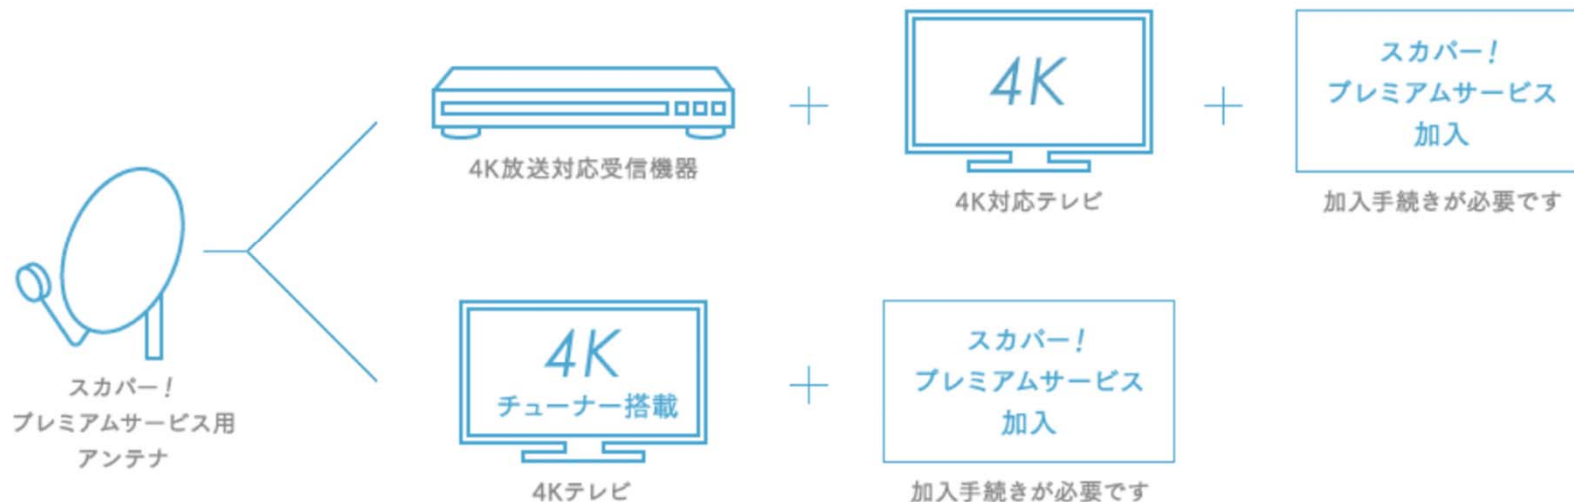 4K
スカパー!
プレミアムサービス
加入
4K放送対応受信機器
4K対応テレビ
加入手続きが必要です
スカパー!
プレミアムサービス用
アンテナ
4K
チューナー搭載
スカパー!
プレミアムサービス
加入
4Kテレビ
加入手続きが必要です